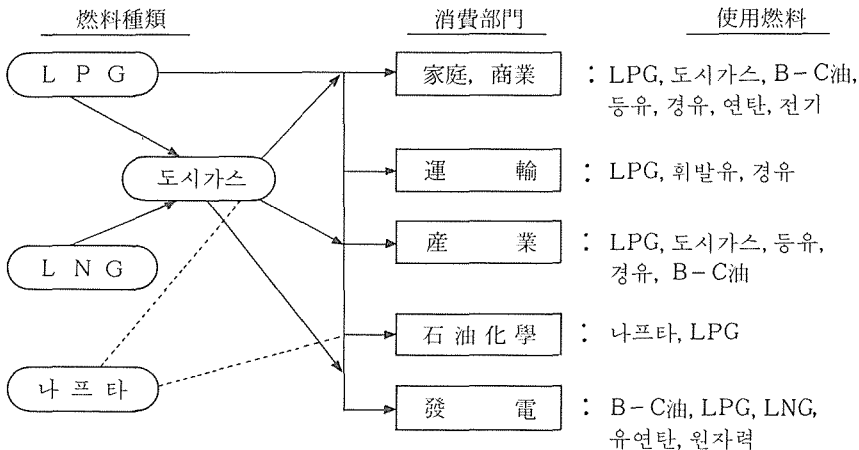 燃料種類 消費部門 使用燃料
L P G 家庭, 商業 : LPG, 도시가스, B-C油,
등유, 경유, 연탄, 전기
도시가스 運輸 : LPG, 휘발유, 경유
産業 : LPG, 도시가스, 등유,
경유, B-C油
L N G
石油化學 : 나프타, LPG
나프타 發電 : B-C油, LPG, LNG,
유연탄, 원자력